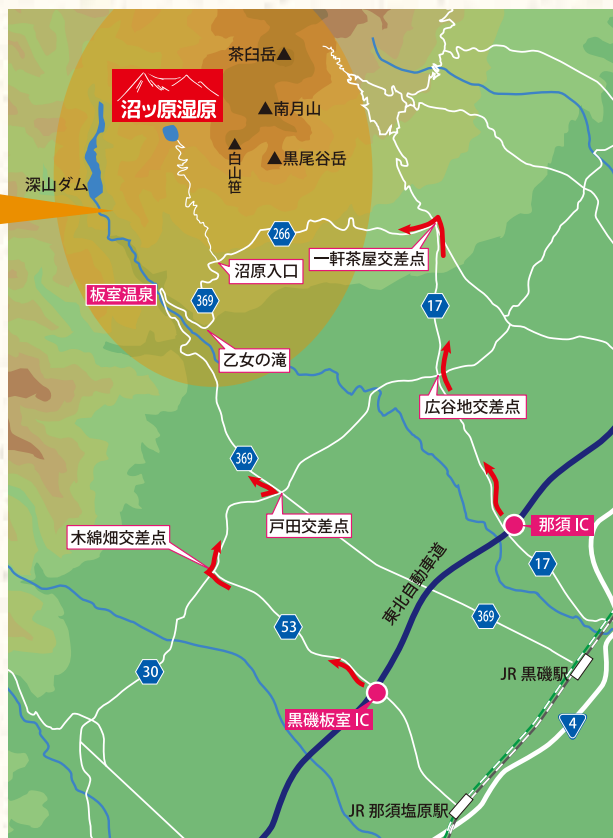 茶臼岳▲
沼ッ原湿原
▲南月山
▲白山笹
▲黒尾谷岳
深山ダム
266
一軒茶屋交差点
沼原入口
板室温泉
369
17
乙女の滝
広谷地交差点
369
戸田交差点
那須 IC
木綿畑交差点
東北自動車道
17
53
369
30
JR 黒磯駅
黒磯板室 IC
4
JR 那須塩原駅